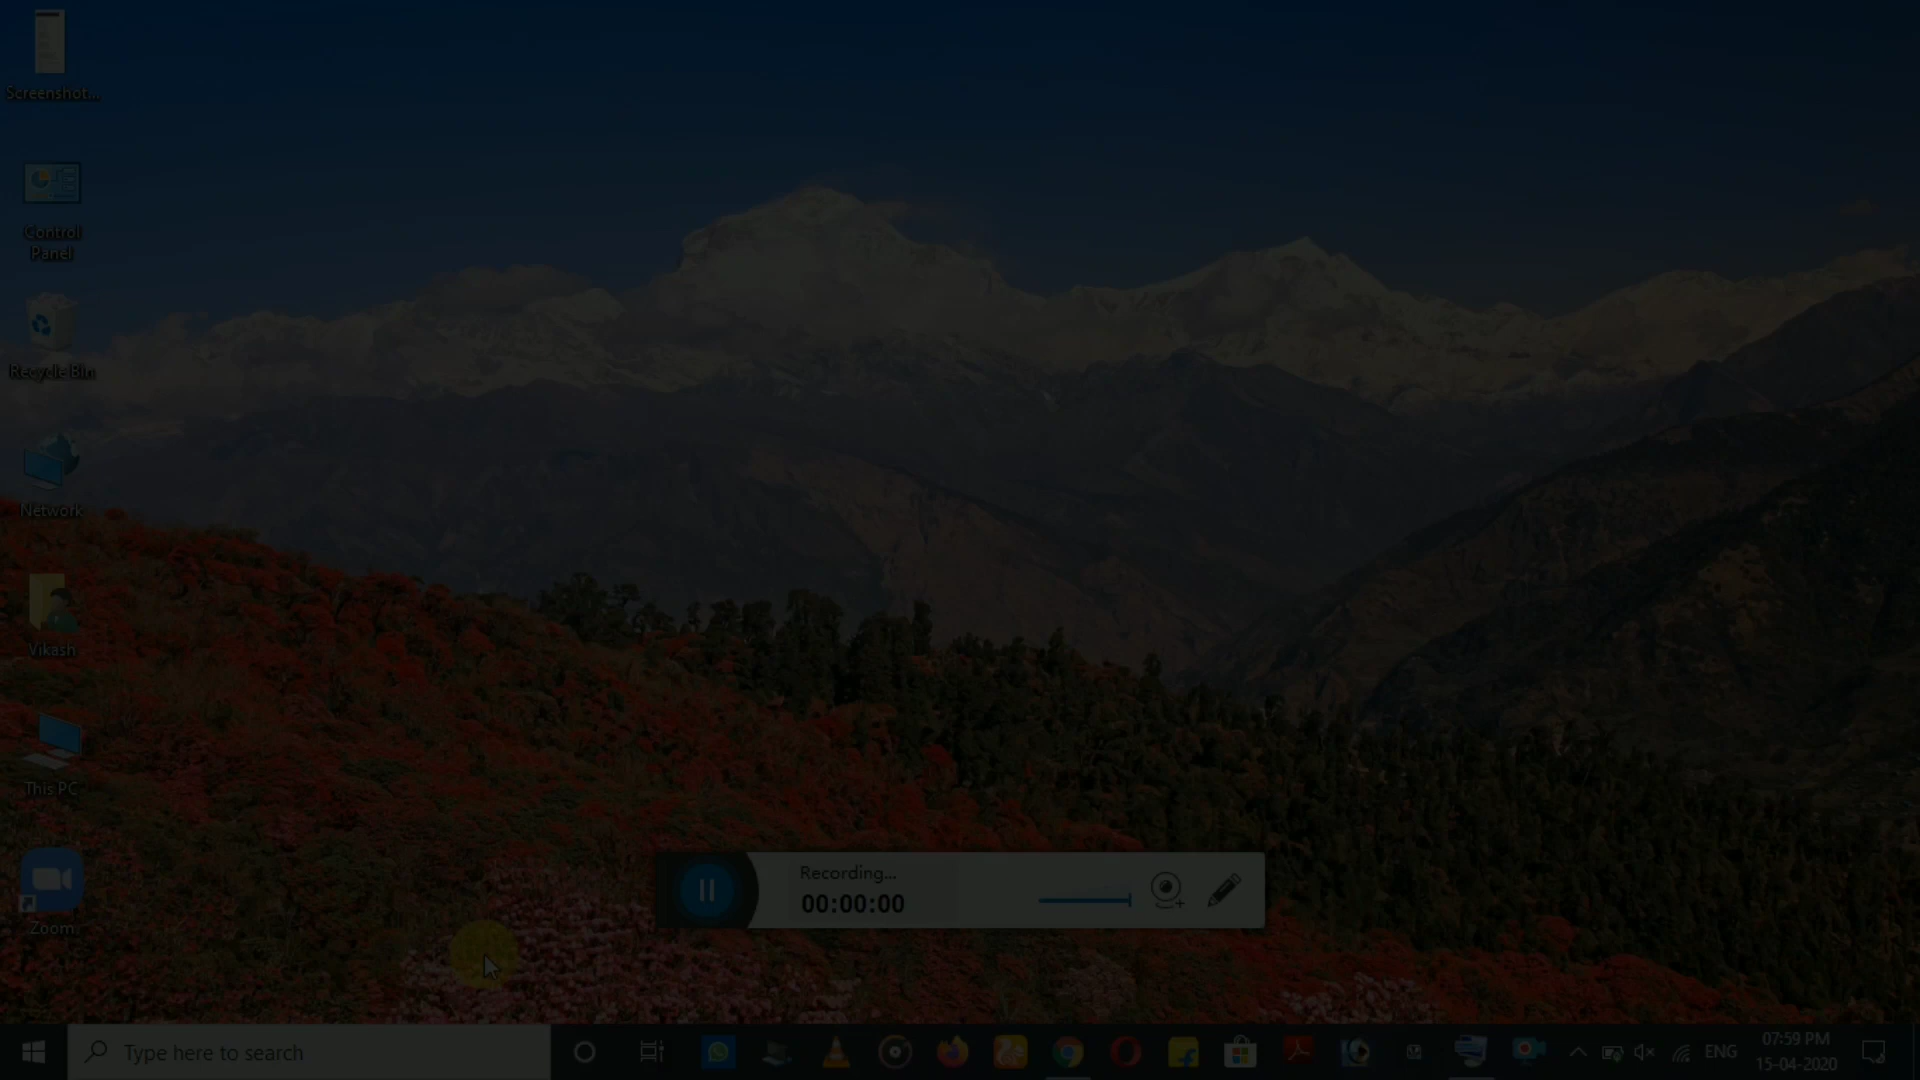 Screenshot...
Control
Panel
Recycle Bin
Network
Vikash
This PC
Zoom
Recording...
00:00:00
Type here to search
ENG
07:59 PM
15-04-2020